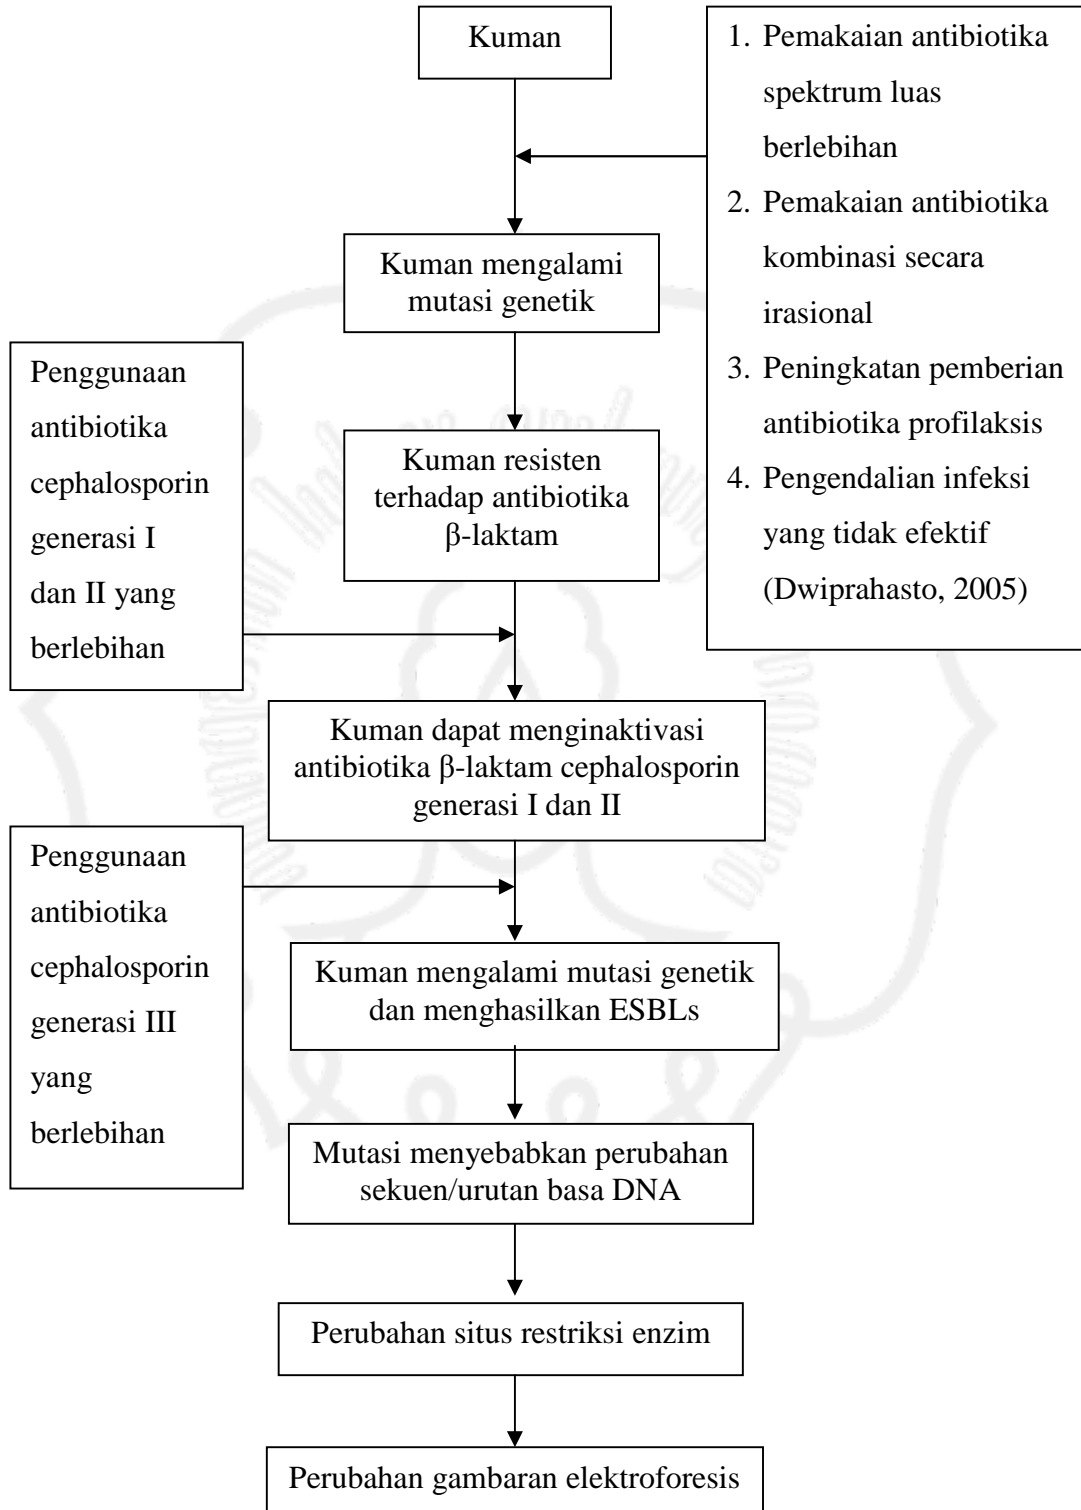 Kuman
1. Pemakaian antibiotika
spektrum luas
berlebihan
2. Pemakaian antibiotika
kombinasi secara
irasional
3. Peningkatan pemberian
antibiotika profilaksis
4. Pengendalian infeksi
yang tidak efektif
(Dwiprahasto, 2005)
Kuman mengalami
mutasi genetik
Penggunaan
antibiotika
cephalosporin
generasi I
dan II yang
berlebihan
Kuman resisten
terhadap antibiotika
β-laktam
Kuman dapat menginaktivasi
antibiotika β-laktam cephalosporin
generasi I dan II
Penggunaan
antibiotika
cephalosporin
generasi III
yang
berlebihan
Kuman mengalami mutasi genetik
dan menghasilkan ESBLs
Mutasi menyebabkan perubahan
sekuen/urutan basa DNA
Perubahan situs restriksi enzim
Perubahan gambaran elektroforesis